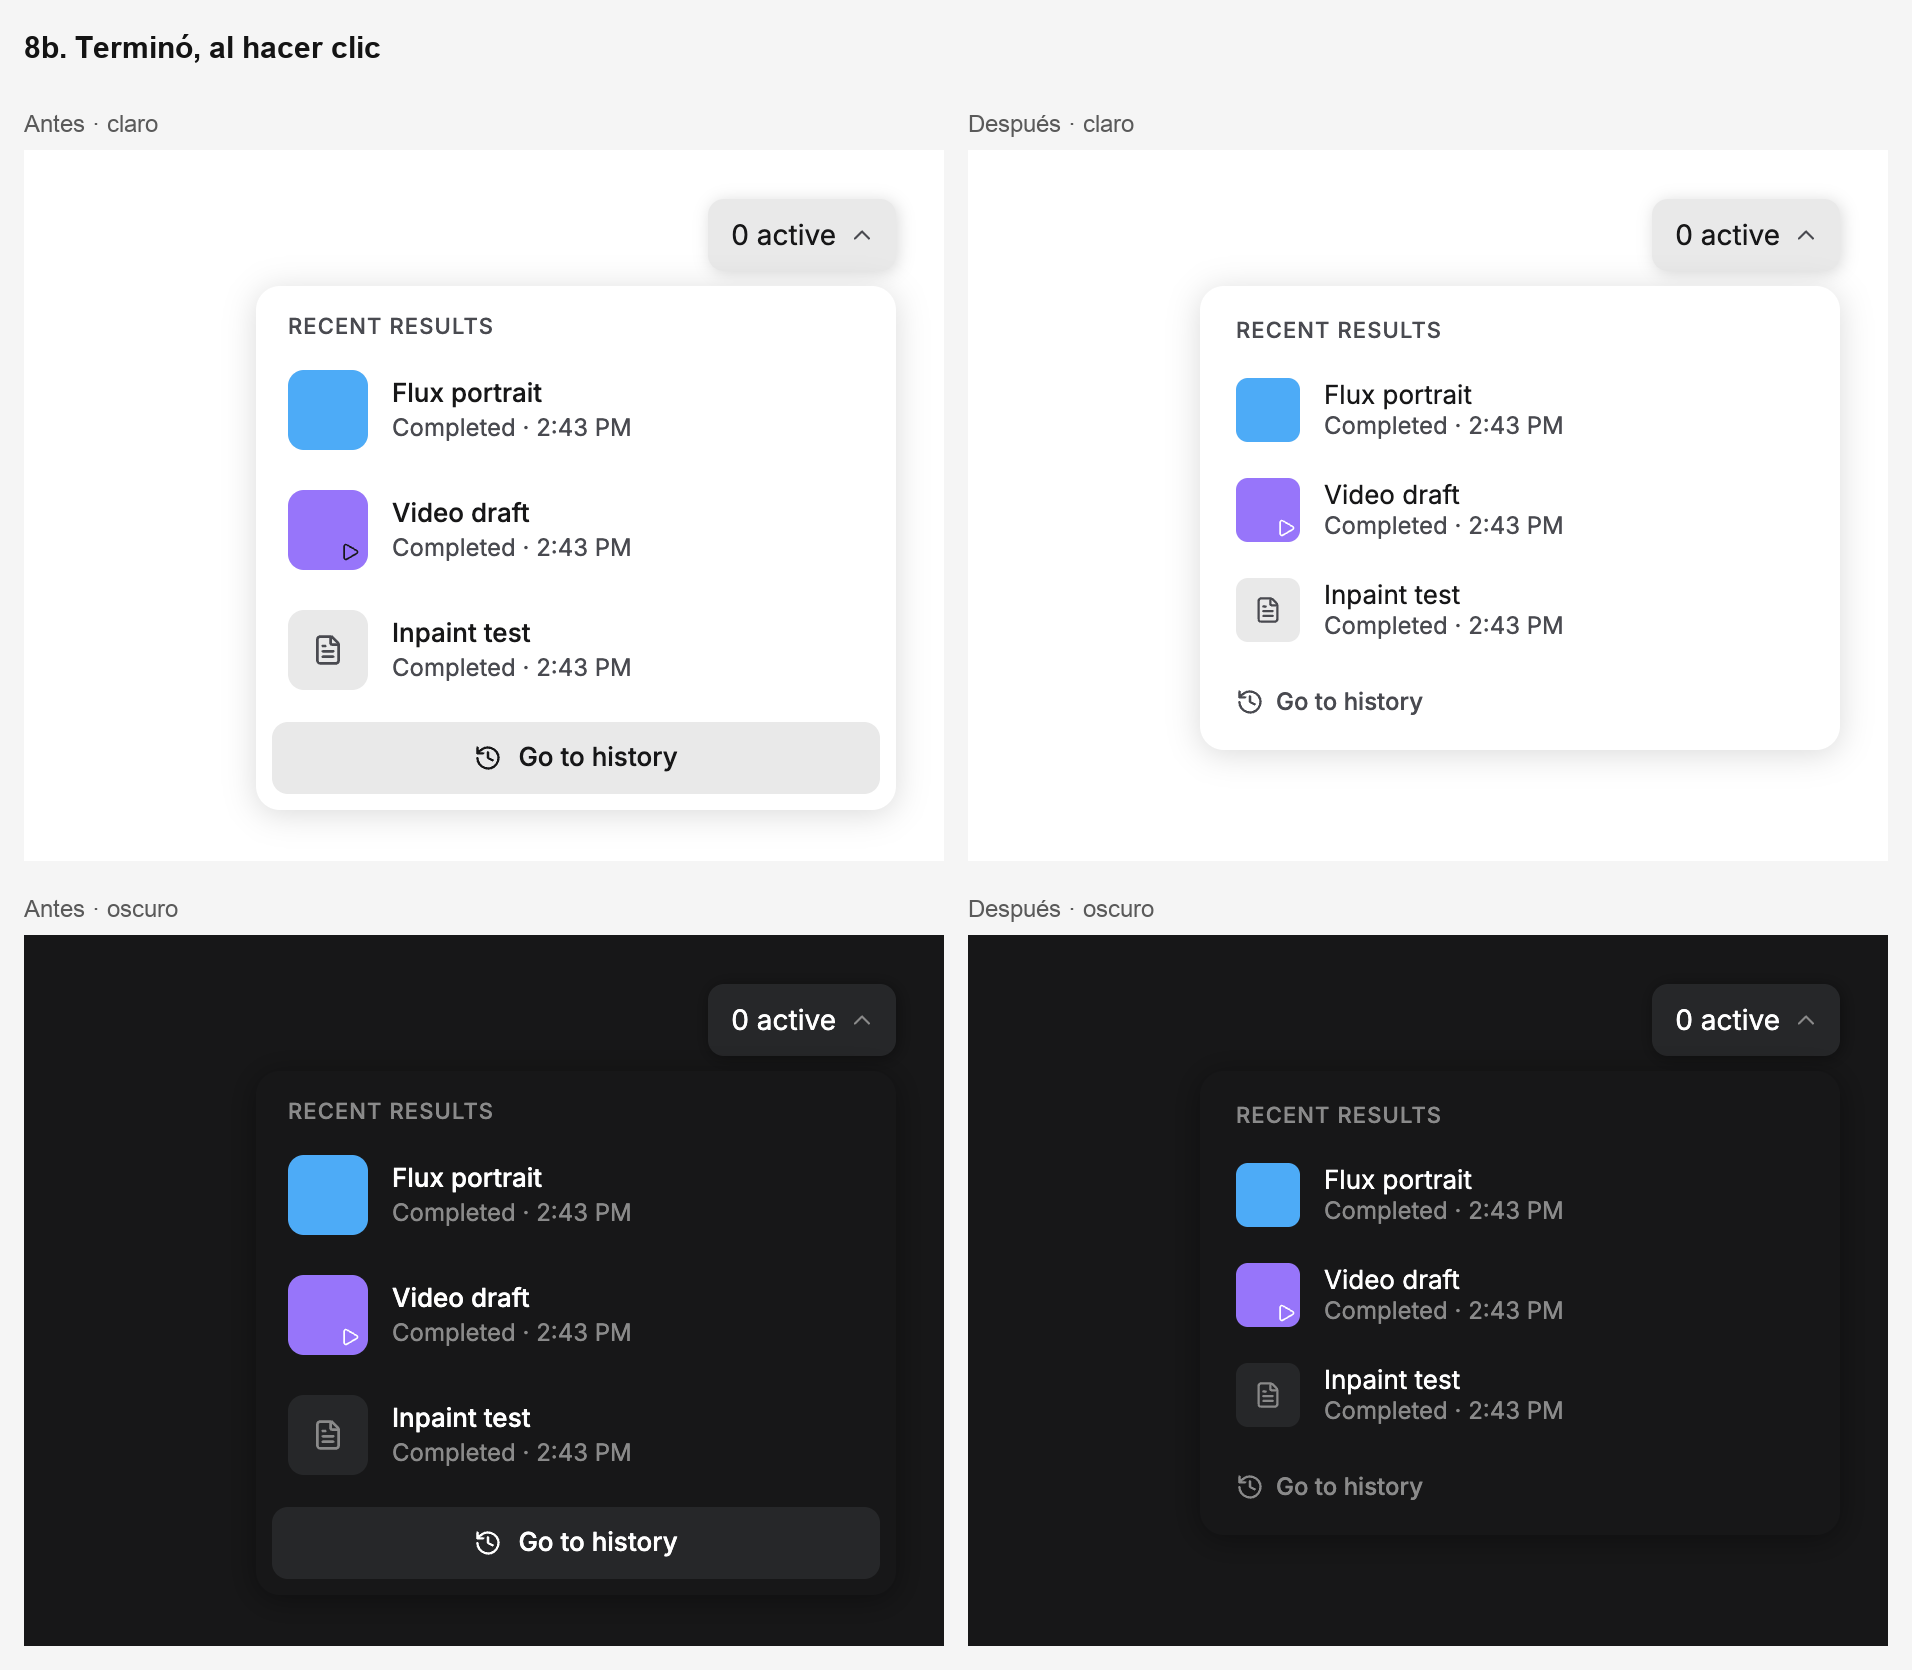 8b. Terminó, al hacer clic
Antes · claro
0 active
RECENT RESULTS
Flux portrait
Completed · 2:43 PM
Video draft
Completed · 2:43 PM
Inpaint test
Completed · 2:43 PM
Go to history
Después · claro
0 active
RECENT RESULTS
Flux portrait
Completed · 2:43 PM
Video draft
Completed · 2:43 PM
Inpaint test
Completed · 2:43 PM
Go to history
Antes · oscuro
0 active
RECENT RESULTS
Flux portrait
Completed · 2:43 PM
Video draft
Completed · 2:43 PM
Inpaint test
Completed · 2:43 PM
Go to history
Después · oscuro
0 active
RECENT RESULTS
Flux portrait
Completed · 2:43 PM
Video draft
Completed · 2:43 PM
Inpaint test
Completed · 2:43 PM
Go to history